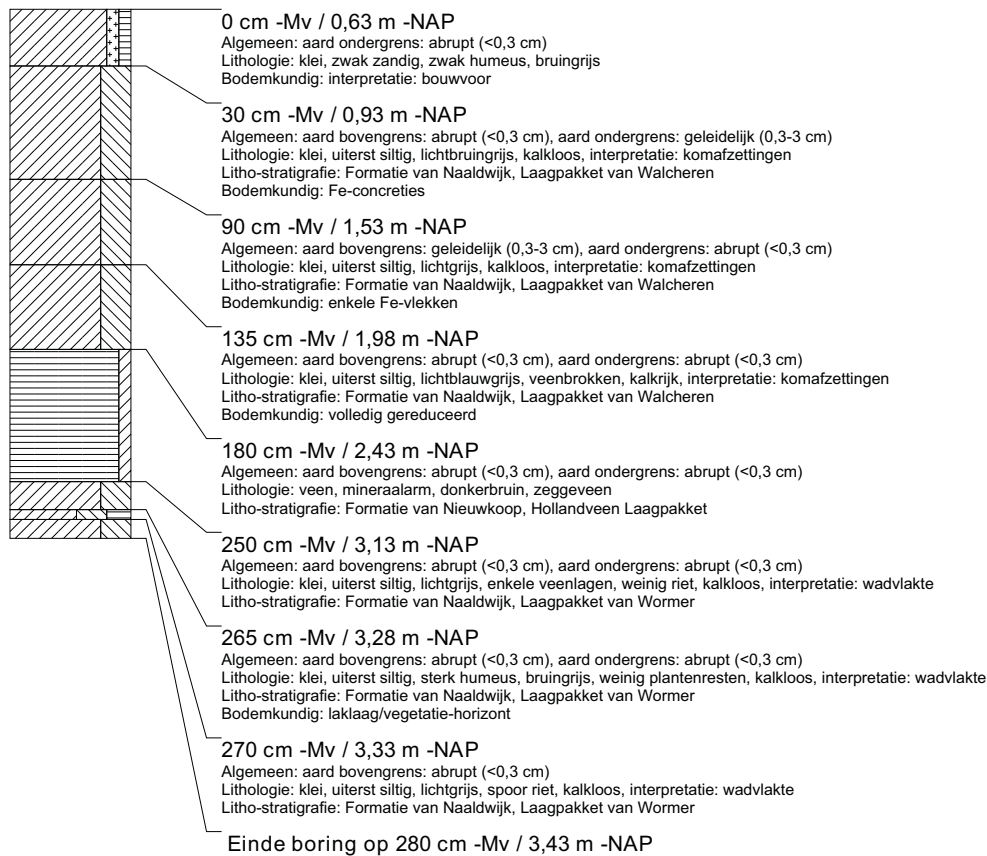 0 cm -Mv / 0,63 m -NAP
Algemeen: aard ondergrens: abrupt (<0,3 cm)
Lithologie: klei, zwak zandig, zwak humeus, bruingrijs
Bodemkundig: interpretatie: bouwvoor
30 cm -Mv / 0,93 m -NAP
Algemeen: aard bovengrens: abrupt (<0,3 cm), aard ondergrens: geleidelijk (0,3-3 cm)
Lithologie: klei, uiterst siltig, lichtbruingrijs, kalkloos, interpretatie: komafzettingen
Litho-stratigrafie: Formatie van Naaldwijk, Laagpakket van Walcheren
Bodemkundig: Fe-concreties
90 cm -Mv / 1,53 m -NAP
Algemeen: aard bovengrens: geleidelijk (0,3-3 cm), aard ondergrens: abrupt (<0,3 cm)
Lithologie: klei, uiterst siltig, lichtgrijs, kalkloos, interpretatie: komafzettingen
Litho-stratigrafie: Formatie van Naaldwijk, Laagpakket van Walcheren
Bodemkundig: enkele Fe-vlekken
135 cm -Mv / 1,98 m -NAP
Algemeen: aard bovengrens: abrupt (<0,3 cm), aard ondergrens: abrupt (<0,3 cm)
Lithologie: klei, uiterst siltig, lichtblauwgrijs, veenbrokken, kalkrijk, interpretatie: komafzettingen
Litho-stratigrafie: Formatie van Naaldwijk, Laagpakket van Walcheren
Bodemkundig: volledig gereduceerd
180 cm -Mv / 2,43 m -NAP
Algemeen: aard bovengrens: abrupt (<0,3 cm), aard ondergrens: abrupt (<0,3 cm)
Lithologie: veen, mineraalarm, donkerbruin, zeggeveen
Litho-stratigrafie: Formatie van Nieuwkoop, Hollandveen Laagpakket
250 cm -Mv / 3,13 m -NAP
Algemeen: aard bovengrens: abrupt (<0,3 cm), aard ondergrens: abrupt (<0,3 cm)
Lithologie: klei, uiterst siltig, lichtgrijs, enkele veenlagen, weinig riet, kalkloos, interpretatie: wadvlakte
Litho-stratigrafie: Formatie van Naaldwijk, Laagpakket van Wormer
265 cm -Mv / 3,28 m -NAP
Algemeen: aard bovengrens: abrupt (<0,3 cm), aard ondergrens: abrupt (<0,3 cm)
Lithologie: klei, uiterst siltig, sterk humeus, bruingrijs, weinig plantenresten, kalkloos, interpretatie: wadvlakte
Litho-stratigrafie: Formatie van Naaldwijk, Laagpakket van Wormer
Bodemkundig: laklaag/vegetatie-horizont
270 cm -Mv / 3,33 m -NAP
Algemeen: aard bovengrens: abrupt (<0,3 cm)
Lithologie: klei, uiterst siltig, lichtgrijs, spoor riet, kalkloos, interpretatie: wadvlakte
Litho-stratigrafie: Formatie van Naaldwijk, Laagpakket van Wormer
Einde boring op 280 cm -Mv / 3,43 m -NAP